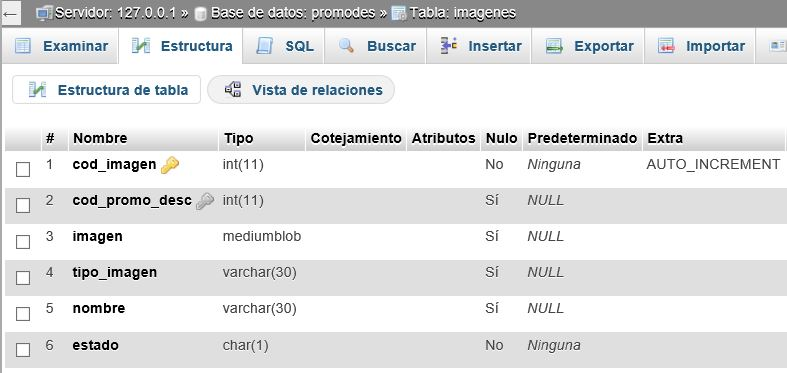 Servidor: 127.0.0.1 » Base de datos: promodes » Tabla: imagenes
Examinar Estructura SQL Buscar Insertar Exportar Importar
Estructura de tabla Vista de relaciones
# Nombre Tipo Cotejamiento Atributos Nulo Predeterminado Extra
1 cod_imagen int(11) No Ninguna AUTO_INCREMENT
2 cod_promo_desc int(11) Sí NULL
3 imagen mediumblob Sí NULL
4 tipo_imagen varchar(30) Sí NULL
5 nombre varchar(30) Sí NULL
6 estado char(1) No Ninguna